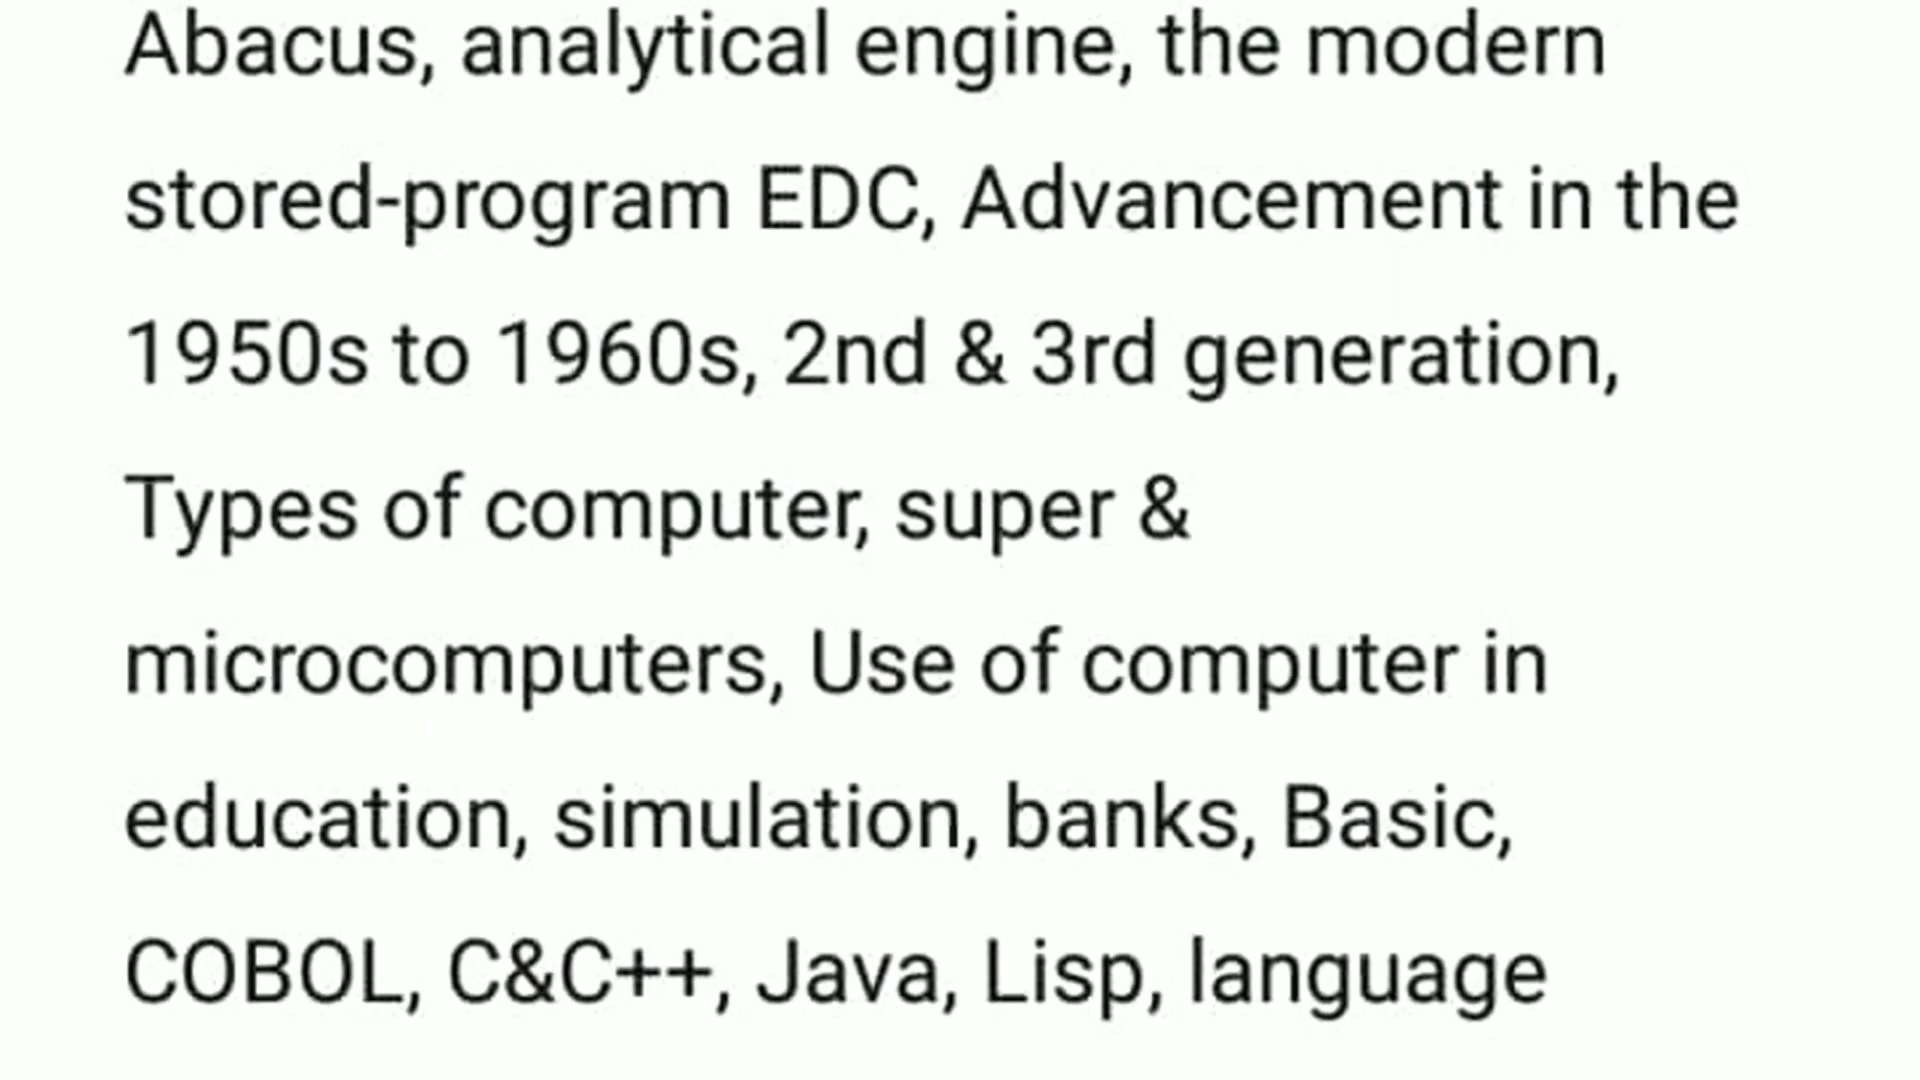 Abacus, analytical engine, the modern
stored-program EDC, Advancement in the
1950s to 1960s, 2nd & 3rd generation,
Types of computer, super &
microcomputers, Use of computer in
education, simulation, banks, Basic,
COBOL, C&C++, Java, Lisp, language